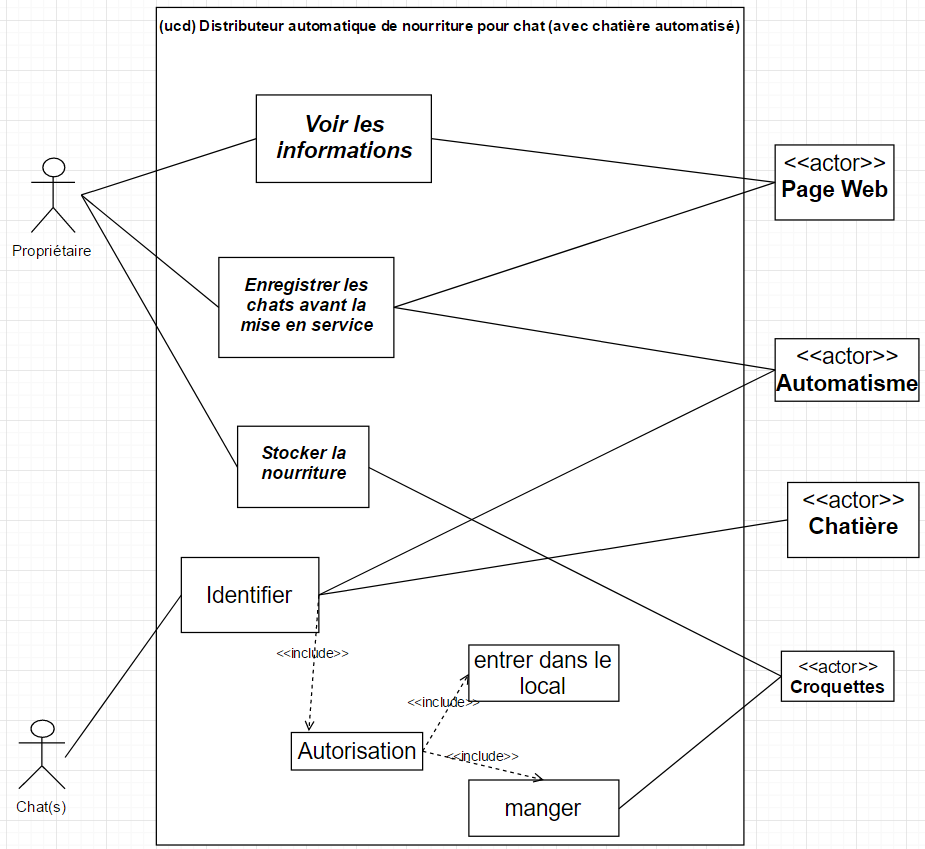 (ucd) Distributeur automatique de nourriture pour chat (avec chatière automatisé)
Voir les
informations
<<actor>>
Page Web
Propriétaire
Enregistrer les
chats avant la
mise en service
<<actor>>
Automatisme
Stocker la
nourriture
<<actor>>
Chatière
Identifier
<<include>>
entrer dans le
local
<<actor>>
Croquettes
<<include>>
Autorisation
<<include>>
manger
Chat(s)